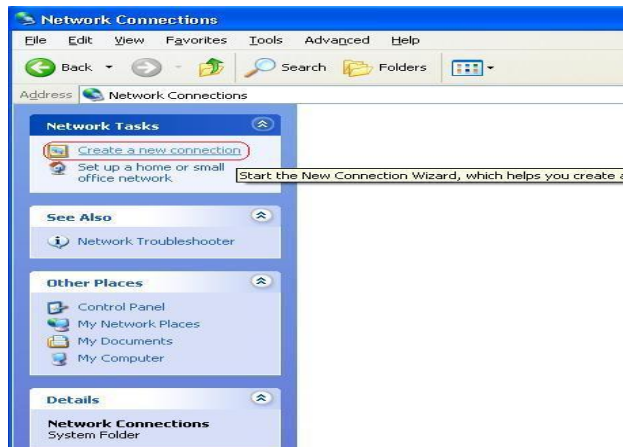 Network Connections
File Edit View Favorites Tools Advanced Help
Back Search Folders
Address Network Connections
Network Tasks
Create a new connection
Set up a home or small
office network
Start the New Connection Wizard, which helps you create a
See Also
Network Troubleshooter
Other Places
Control Panel
My Network Places
My Documents
My Computer
Details
Network Connections
System Folder